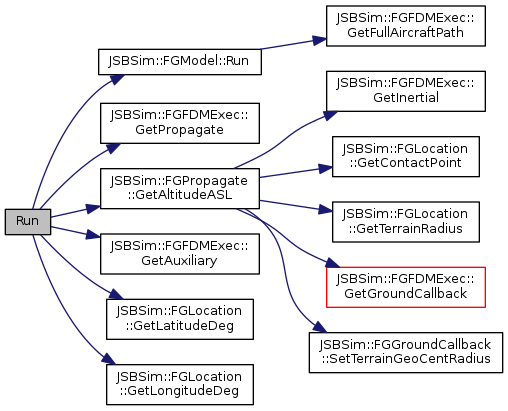 Run
JSBSim::FGModel::Run
JSBSim::FGFDMExec::
GetPropagate
JSBSim::FGPropagate
::GetAltitudeASL
JSBSim::FGFDMExec::
GetAuxiliary
JSBSim::FGLocation
::GetLatitudeDeg
JSBSim::FGLocation
::GetLongitudeDeg
JSBSim::FGFDMExec::
GetFullAircraftPath
JSBSim::FGFDMExec::
GetInertial
JSBSim::FGLocation
::GetContactPoint
JSBSim::FGLocation
::GetTerrainRadius
JSBSim::FGFDMExec::
GetGroundCallback
JSBSim::FGGroundCallback
::SetTerrainGeoCentRadius